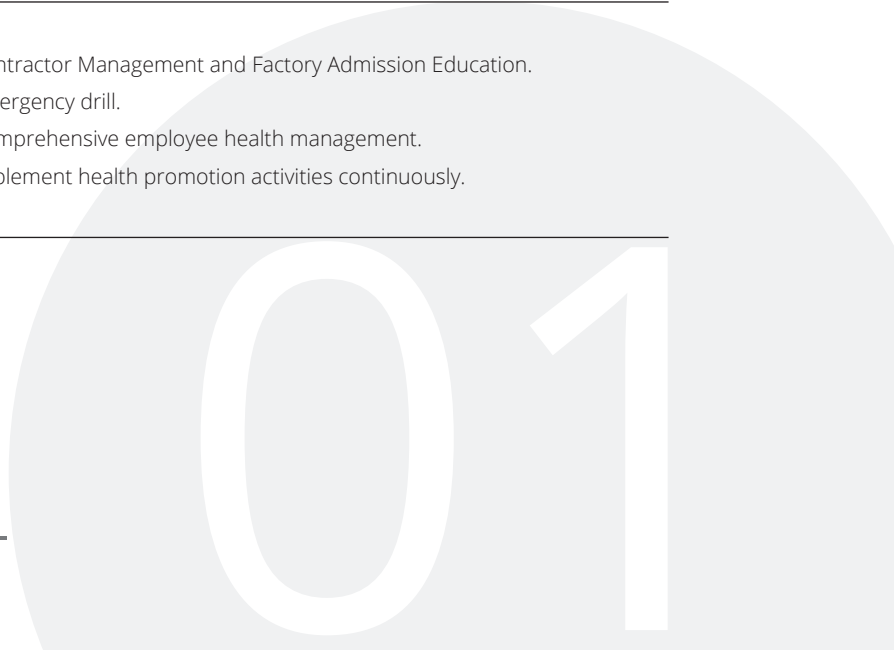 ntractor Management and Factory Admission Education.
ergency drill.
mprehensive employee health management.
plement health promotion activities continuously.
01